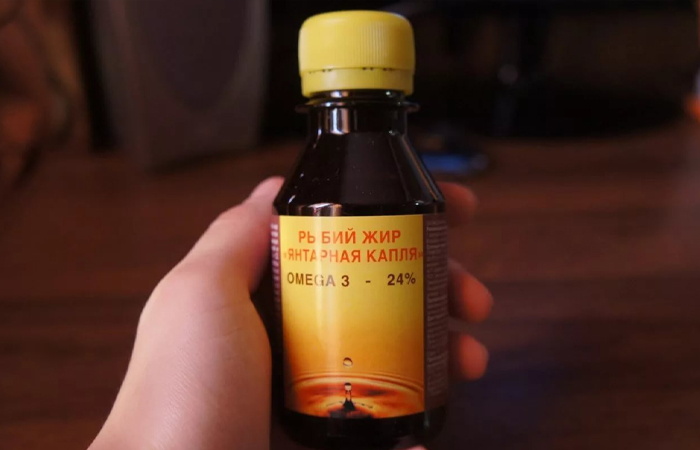 РЫБИЙ ЖИР
«ЯНТАРНАЯ КАПЛЯ»
OMEGA 3 - 24%